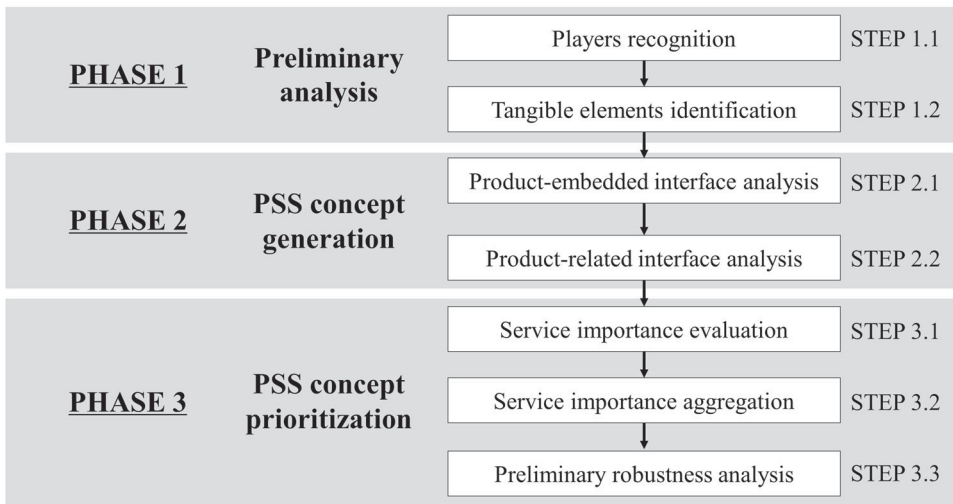 PHASE 1
Preliminary
analysis
Players recognition
STEP 1.1
Tangible elements identification
STEP 1.2
PHASE 2
PSS concept
generation
Product-embedded interface analysis
STEP 2.1
Product-related interface analysis
STEP 2.2
PHASE 3
PSS concept
prioritization
Service importance evaluation
STEP 3.1
Service importance aggregation
STEP 3.2
Preliminary robustness analysis
STEP 3.3